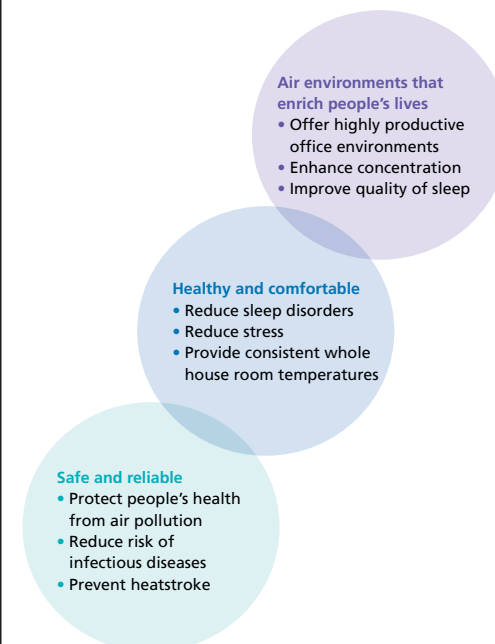 Air environments that
enrich people's lives
• Offer highly productive
office environments
• Enhance concentration
• Improve quality of sleep
Healthy and comfortable
• Reduce sleep disorders
• Reduce stress
• Provide consistent whole
house room temperatures
Safe and reliable
• Protect people's health
from air pollution
• Reduce risk of
infectious diseases
• Prevent heatstroke